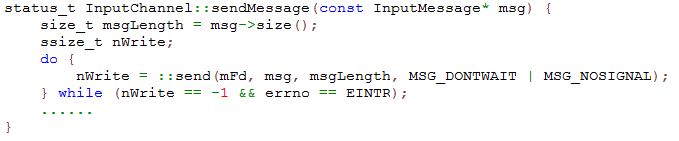 status_t InputChannel::sendMessage(const InputMessage* msg) {
    size_t msgLength = msg->size();
    ssize_t nWrite;
    do {
        nWrite = ::send(mFd, msg, msgLength, MSG_DONTWAIT | MSG_NOSIGNAL);
    } while (nWrite == -1 && errno == EINTR);
    ......
}